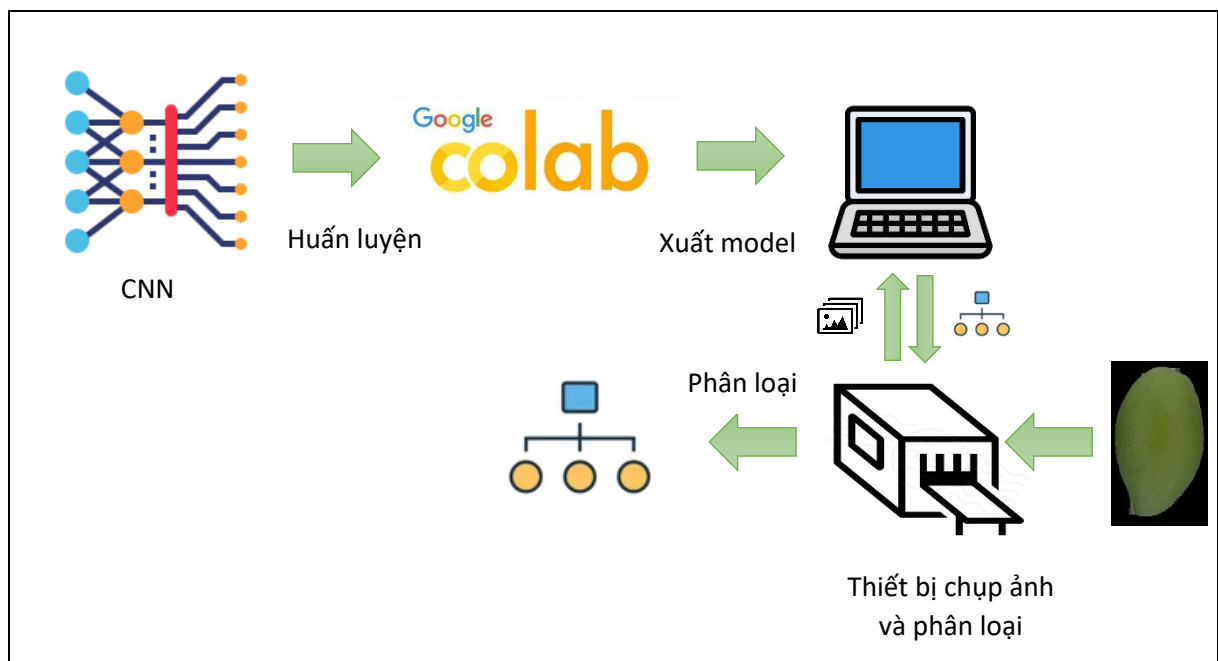 Google
colab
Huấn luyện
Xuất model
CNN
Phân loại
Thiết bị chụp ảnh
và phân loại